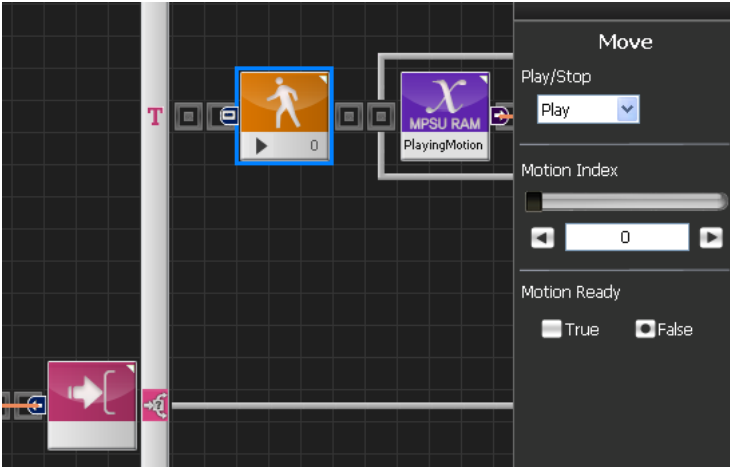 Move
Play/Stop
Play
T
0
X
MPSU RAM
PlayingMotion
Motion Index
0
Motion Ready
True
False
?